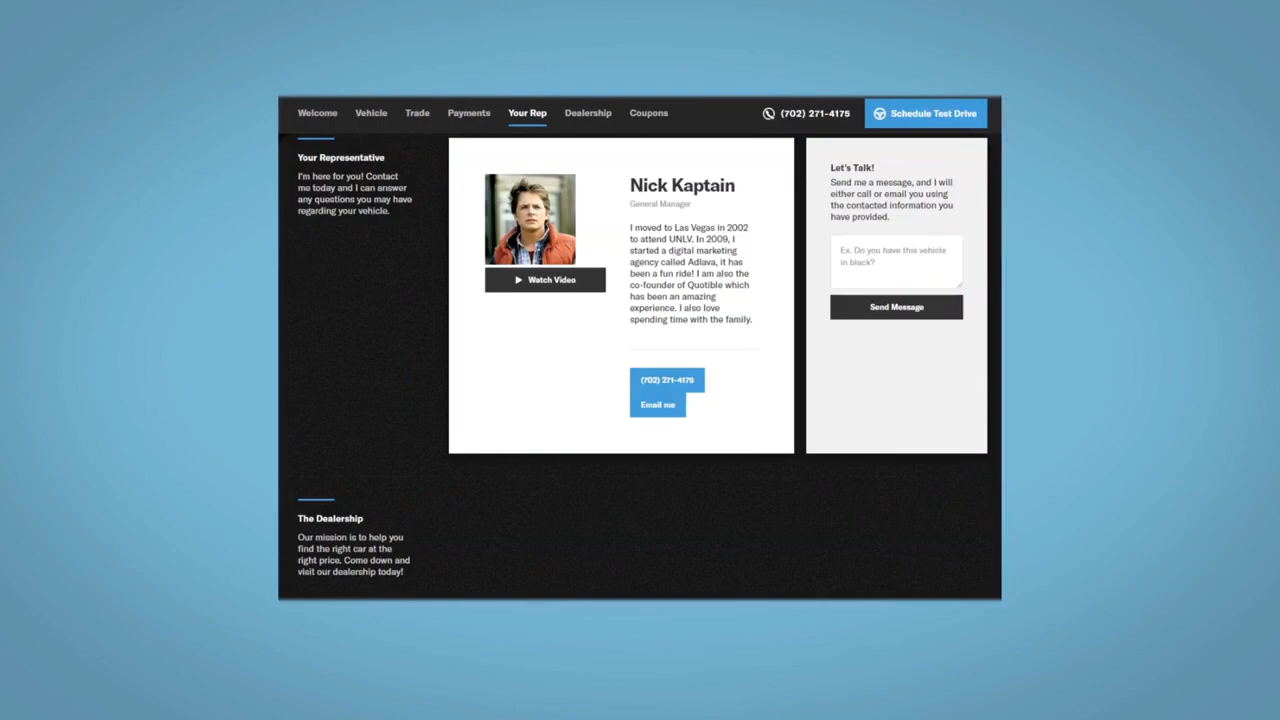 Welcome Vehicle Trade Payments Your Rep Dealership Coupons (702) 271-4175 Schedule Test Drive
Your Representative
I'm here for you! Contact
me today and I can answer
any questions you may have
regarding your vehicle.
Watch Video
Nick Kaptain
General Manager
I moved to Las Vegas in 2002
to attend UNLV. In 2009, I
started a digital marketing
agency called Adlava, it has
been a fun ride! I am also the
co-founder of Quotible which
has been an amazing
experience. I also love
spending time with the family.
(702) 271-4175
Email me
Let's Talk!
Send me a message, and I will
either call or email you using
the contacted information you
have provided.
Ex. Do you have this vehicle
in black?
Send Message
The Dealership
Our mission is to help you
find the right car at the
right price. Come down and
visit our dealership today!